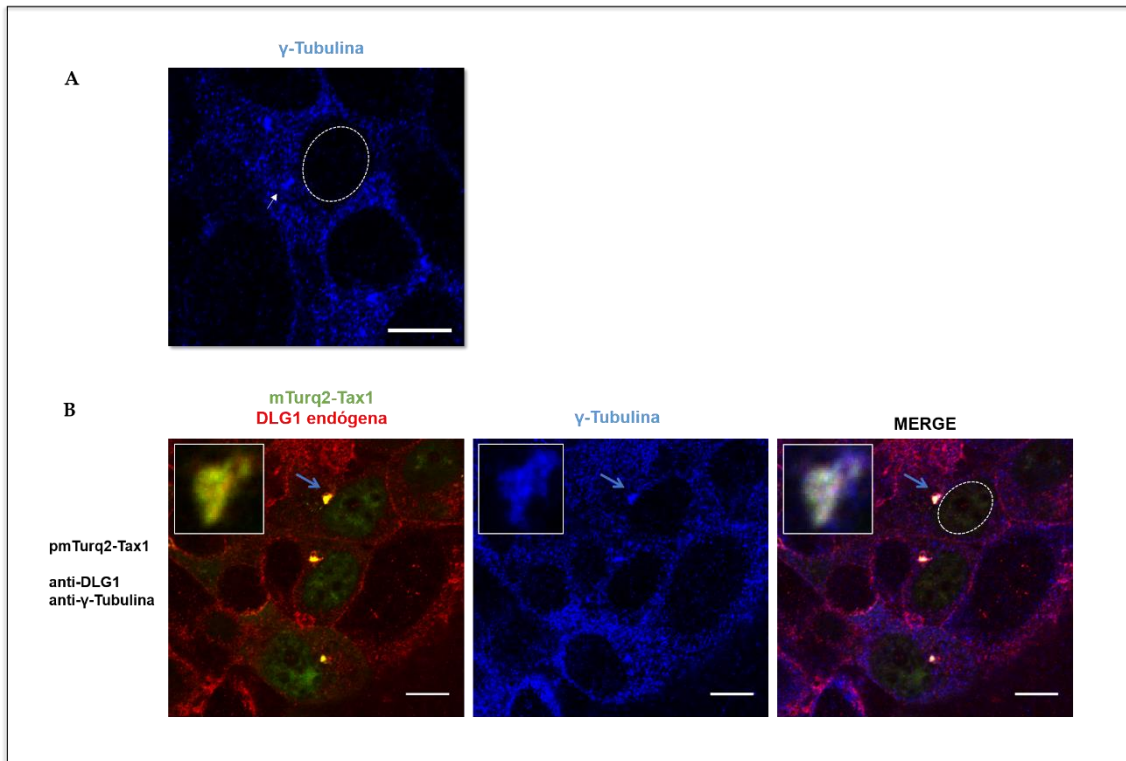 γ-Tubulina
A
B
mTurq2-Tax1
DLG1 endógena
γ-Tubulina
MERGE
pmTurq2-Tax1
anti-DLG1
anti-γ-Tubulina